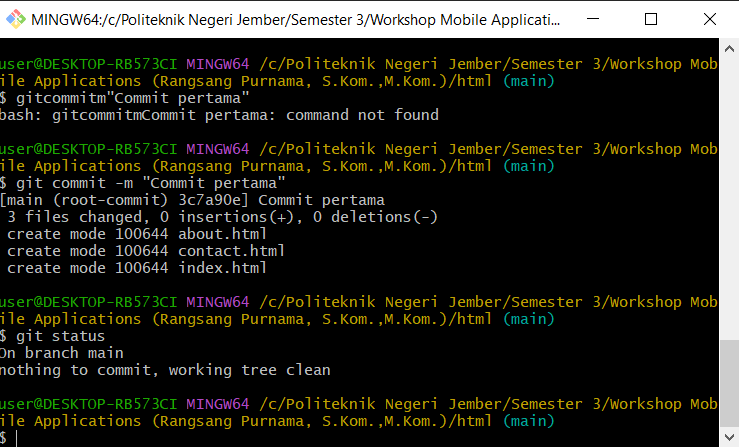 MINGW64:/c/Politeknik Negeri Jember/Semester 3/Workshop Mobile Applicati...
user@DESKTOP-RB573CI MINGW64 /c/Politeknik Negeri Jember/Semester 3/Workshop Mob
ile Applications (Rangsang Purnama, S.Kom.,M.Kom.)/html (main)
$ gitcommitm"Commit pertama"
bash: gitcommitmCommit pertama: command not found
user@DESKTOP-RB573CI MINGW64 /c/Politeknik Negeri Jember/Semester 3/Workshop Mob
ile Applications (Rangsang Purnama, S.Kom.,M.Kom.)/html (main)
$ git commit -m "Commit pertama"
[main (root-commit) 3c7a90e] Commit pertama
3 files changed, 0 insertions(+), 0 deletions(-)
create mode 100644 about.html
create mode 100644 contact.html
create mode 100644 index.html
user@DESKTOP-RB573CI MINGW64 /c/Politeknik Negeri Jember/Semester 3/Workshop Mob
ile Applications (Rangsang Purnama, S.Kom.,M.Kom.)/html (main)
$ git status
On branch main
nothing to commit, working tree clean
user@DESKTOP-RB573CI MINGW64 /c/Politeknik Negeri Jember/Semester 3/Workshop Mob
ile Applications (Rangsang Purnama, S.Kom.,M.Kom.)/html (main)
$